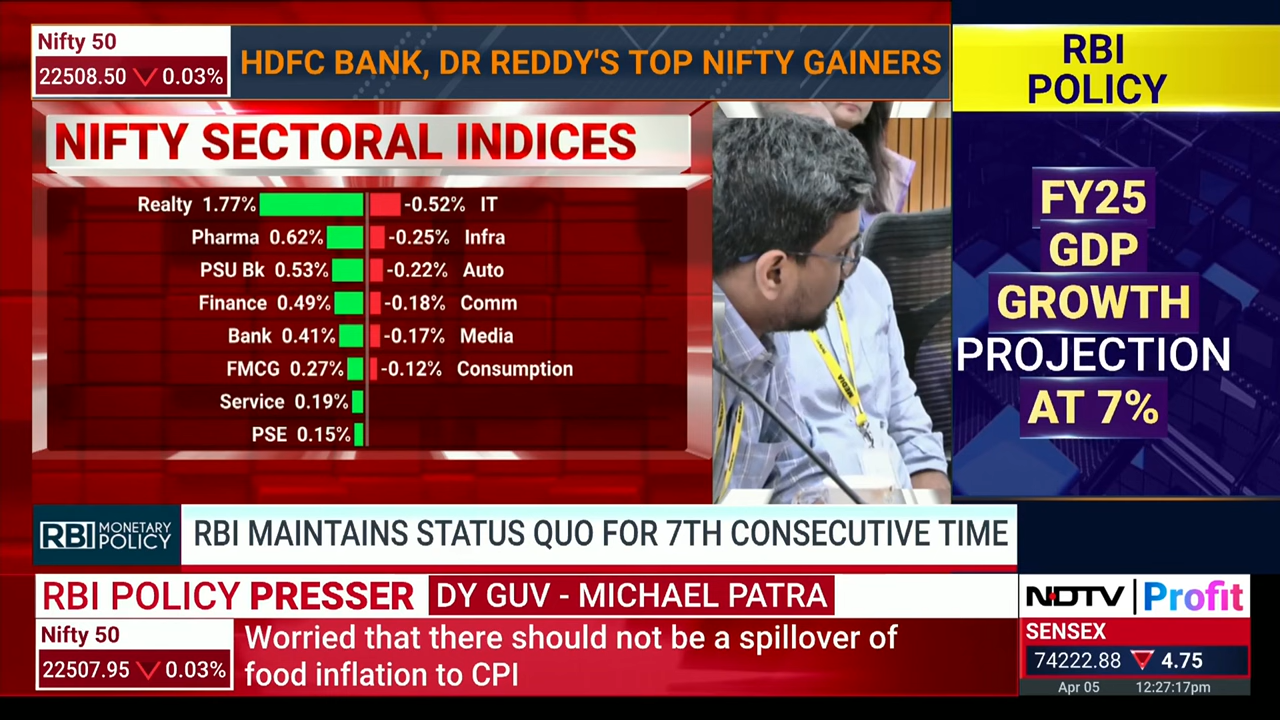 Nifty 50
22508.50 0.03%
HDFC BANK, DR REDDY'S TOP NIFTY GAINERS
RBI
POLICY
NIFTY SECTORAL INDICES
Realty 1.77% -0.52% IT
Pharma 0.62% -0.25% Infra
PSU Bk 0.53% -0.22% Auto
Finance 0.49% -0.18% Comm
Bank 0.41% -0.17% Media
FMCG 0.27% -0.12% Consumption
Service 0.19%
PSE 0.15%
MEDIA
FY25
GDP
GROWTH
PROJECTION
AT 7%
RBI MONETARY
POLICY
RBI MAINTAINS STATUS QUO FOR 7TH CONSECUTIVE TIME
RBI POLICY PRESSER DY GUV - MICHAEL PATRA
Nifty 50
22507.95 0.03%
Worried that there should not be a spillover of
food inflation to CPI
NDTV Profit
SENSEX
74222.88 4.75
Apr 05 12:27:17pm